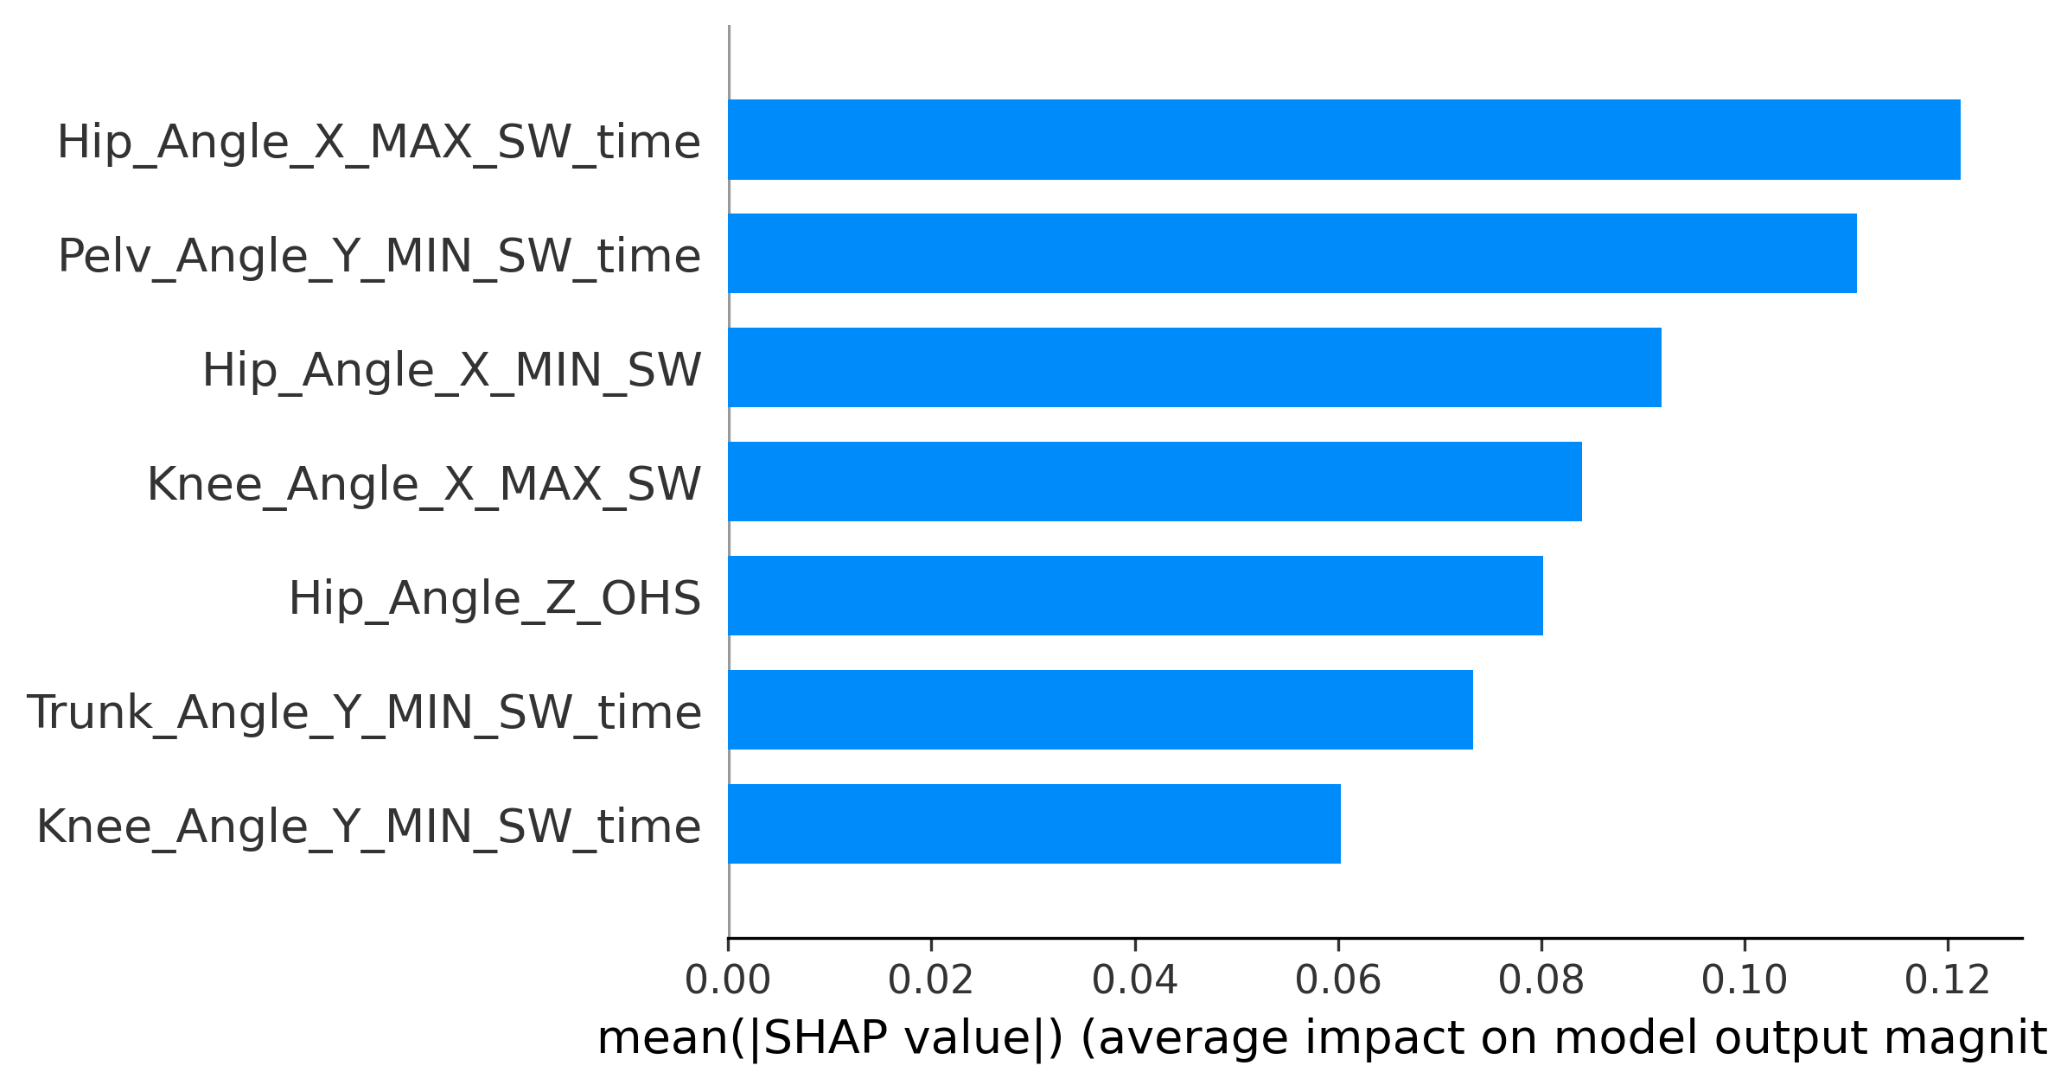 Hip_Angle_X_MAX_SW_time
Pelv_Angle_Y_MIN_SW_time
Hip_Angle_X_MIN_SW
Knee_Angle_X_MAX_SW
Hip_Angle_Z_OHS
Trunk_Angle_Y_MIN_SW_time
Knee_Angle_Y_MIN_SW_time
0.00 0.02 0.04 0.06 0.08 0.10 0.12
mean(|SHAP value|) (average impact on model output magnit